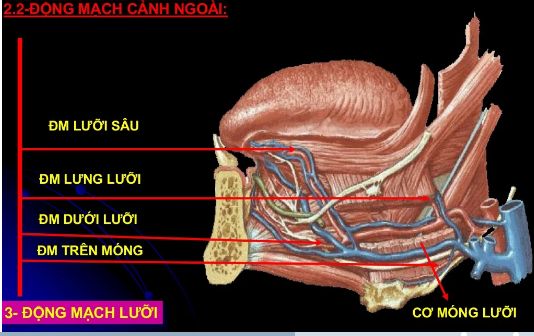 2.2-ĐỘNG MẠCH CẢNH NGOÀI:
ĐM LƯỠI SÂU
ĐM LƯNG LƯỠI
ĐM DƯỚI LƯỠI
ĐM TRÊN MÓNG
3- ĐỘNG MẠCH LƯỠI
CƠ MÓNG LƯỠI